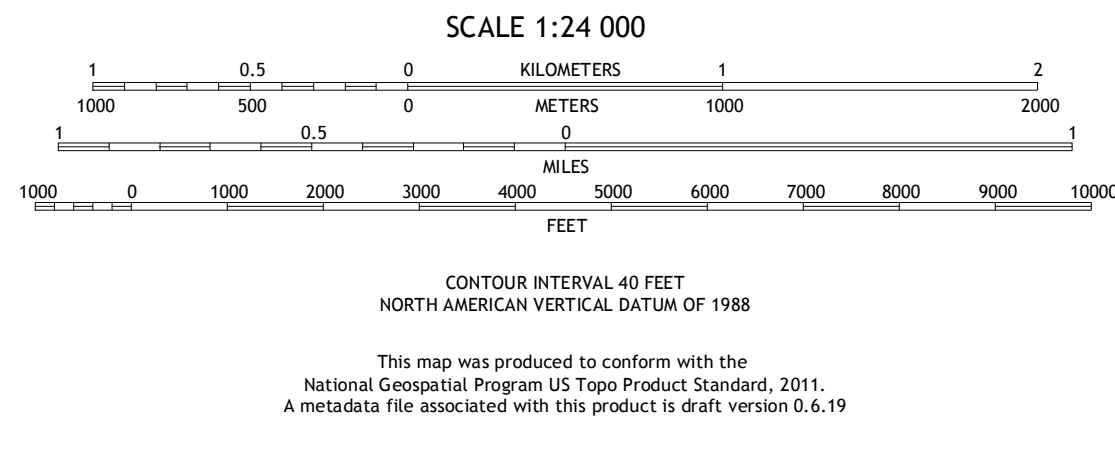 SCALE 1:24 000
1 0.5 0 KILOMETERS 1 2
1000 500 0 METERS 1000 2000
1 0.5 0 1
MILES
1000 0 1000 2000 3000 4000 5000 6000 7000 8000 9000 10000
FEET
CONTOUR INTERVAL 40 FEET
NORTH AMERICAN VERTICAL DATUM OF 1988
This map was produced to conform with the
National Geospatial Program US Topo Product Standard, 2011.
A metadata file associated with this product is draft version 0.6.19